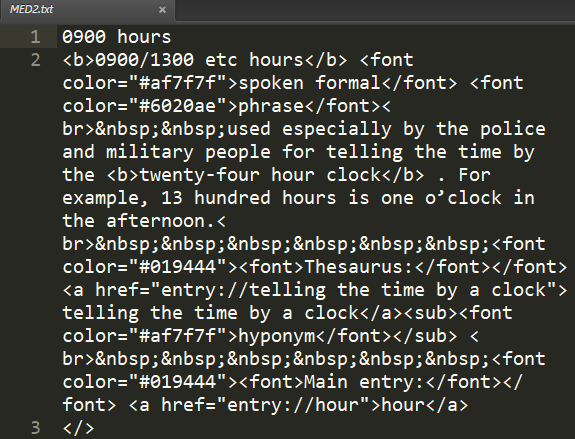 MED2.txt ×
1 0900 hours
2 <b>0900/1300 etc hours</b> <font
color="#af7f7f">spoken formal</font> <font
color="#6020ae">phrase</font><
br>&nbsp;&nbsp;used especially by the police
and military people for telling the time by
the <b>twenty-four hour clock</b> . For
example, 13 hundred hours is one o’clock in
the afternoon.<
br>&nbsp;&nbsp;&nbsp;&nbsp;&nbsp;&nbsp;<font
color="#019444"><font>Thesaurus:</font></font>
<a href="entry://telling the time by a clock">
telling the time by a clock</a><sub><font
color="#af7f7f">hyponym</font></sub> <
br>&nbsp;&nbsp;&nbsp;&nbsp;&nbsp;&nbsp;<font
color="#019444"><font>Main entry:</font></
font> <a href="entry://hour">hour</a>
3 </>